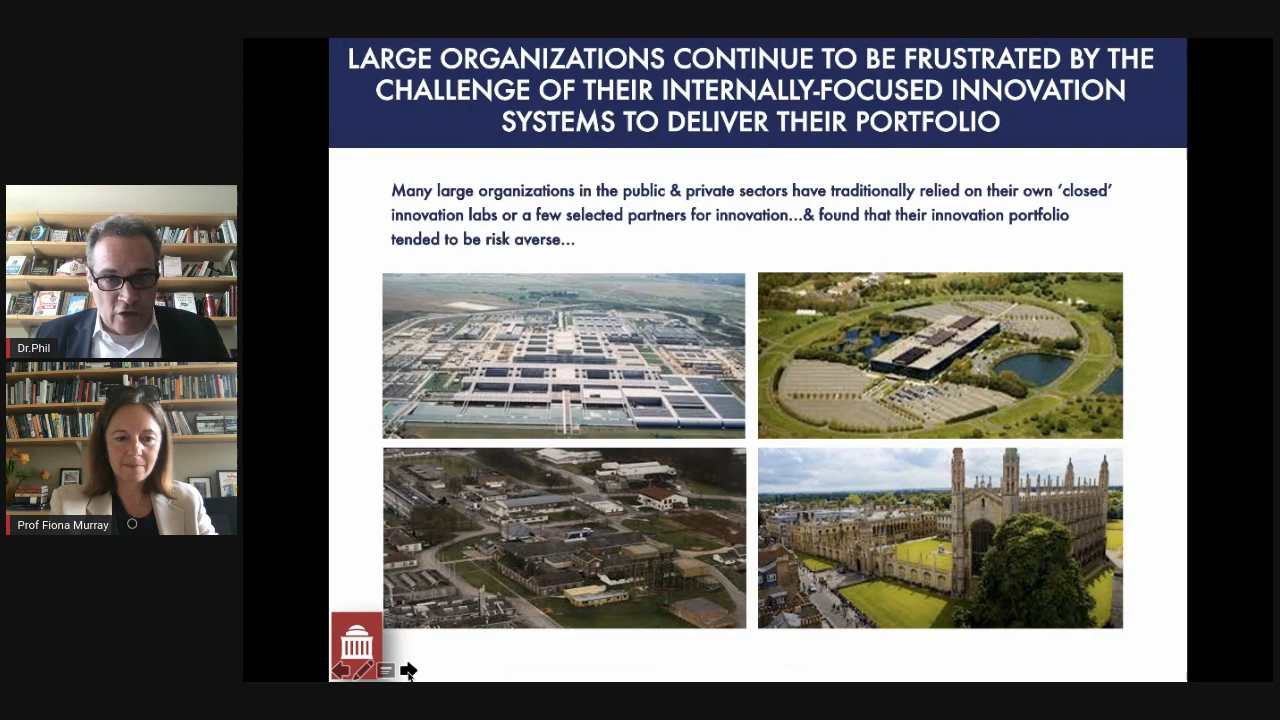 LARGE ORGANIZATIONS CONTINUE TO BE FRUSTRATED BY THE
CHALLENGE OF THEIR INTERNALLY-FOCUSED INNOVATION
SYSTEMS TO DELIVER THEIR PORTFOLIO
Many large organizations in the public & private sectors have traditionally relied on their own ‘closed’
innovation labs or a few selected partners for innovation...& found that their innovation portfolio
tended to be risk averse...
Dr.Phil
Prof Fiona Murray